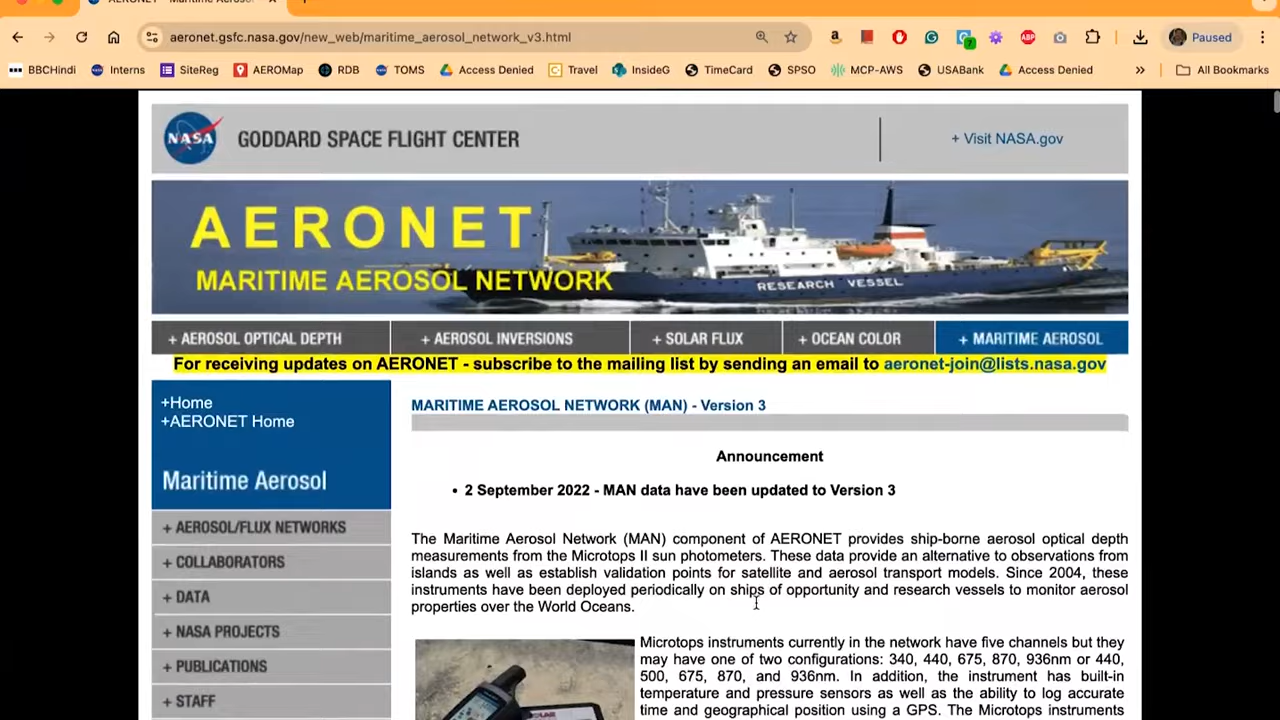 AERONET - Maritime Aeroso
aeronet.gsfc.nasa.gov/new_web/maritime_aerosol_network_v3.html
a
7
ABP
Paused
BBCHindi
Interns
SiteReg
AEROMap
RDB
TOMS
Access Denied
Travel
InsideG
TimeCard
SPSO
MCP-AWS
USABank
Access Denied
»
All Bookmarks
NASA
GODDARD SPACE FLIGHT CENTER
+ Visit NASA.gov
AERONET
MARITIME AEROSOL NETWORK
RESEARCH VESSEL
+ AEROSOL OPTICAL DEPTH
+ AEROSOL INVERSIONS
+ SOLAR FLUX
+ OCEAN COLOR
+ MARITIME AEROSOL
For receiving updates on AERONET - subscribe to the mailing list by sending an email to aeronet-join@lists.nasa.gov
+Home
+AERONET Home
Maritime Aerosol
+ AEROSOL/FLUX NETWORKS
+ COLLABORATORS
+ DATA
+ NASA PROJECTS
+ PUBLICATIONS
+ STAFF
MARITIME AEROSOL NETWORK (MAN) - Version 3
Announcement
• 2 September 2022 - MAN data have been updated to Version 3
The Maritime Aerosol Network (MAN) component of AERONET provides ship-borne aerosol optical depth
measurements from the Microtops II sun photometers. These data provide an alternative to observations from
islands as well as establish validation points for satellite and aerosol transport models. Since 2004, these
instruments have been deployed periodically on ships of opportunity and research vessels to monitor aerosol
properties over the World Oceans.
Microtops instruments currently in the network have five channels but they
may have one of two configurations: 340, 440, 675, 870, 936nm or 440,
500, 675, 870, and 936nm. In addition, the instrument has built-in
temperature and pressure sensors as well as the ability to log accurate
time and geographical position using a GPS. The Microtops instruments